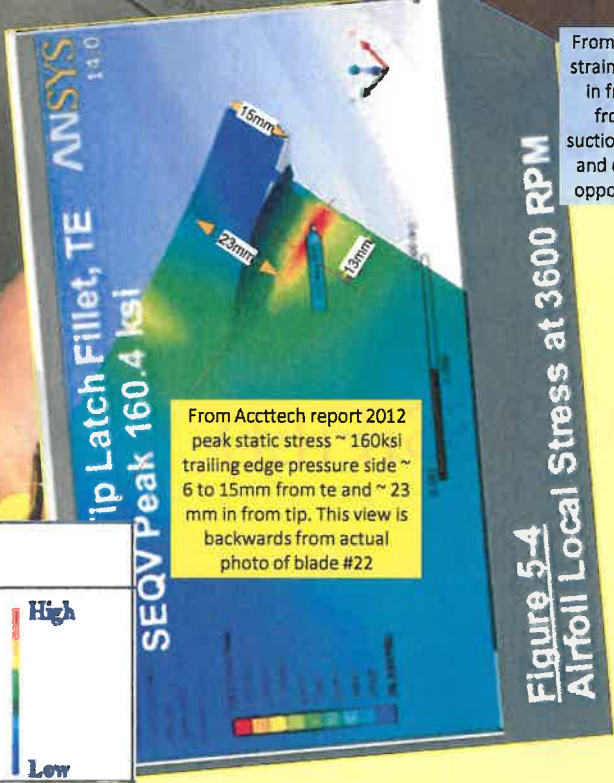 Tip Latch Fillet, TE
ANSYS
14.0
SEQV Peak 160.4 ksi
15mm
23mm
13mm
From Accttech report 2012
peak static stress ~ 160ksi
trailing edge pressure side ~
6 to 15mm from te and ~ 23
mm in from tip. This view is
backwards from actual
photo of blade #22
High
Low
From
strain
in fr
fro
suctio
and
oppo
Figure 5-4
Airfoil Local Stress at 3600 RPM